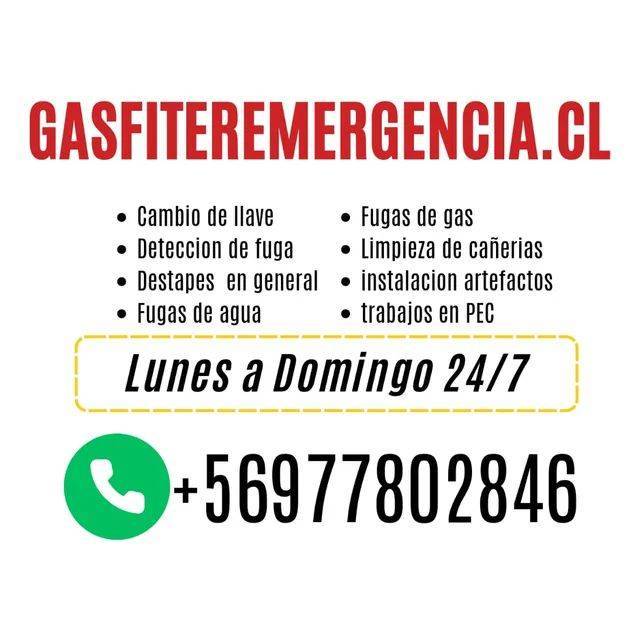 GASFITEREMERGENCIA.CL
• Cambio de llave
• Deteccion de fuga
• Destapes en general
• Fugas de agua
• Fugas de gas
• Limpieza de cañerias
• instalacion artefactos
• trabajos en PEC
Lunes a Domingo 24/7
+56977802846